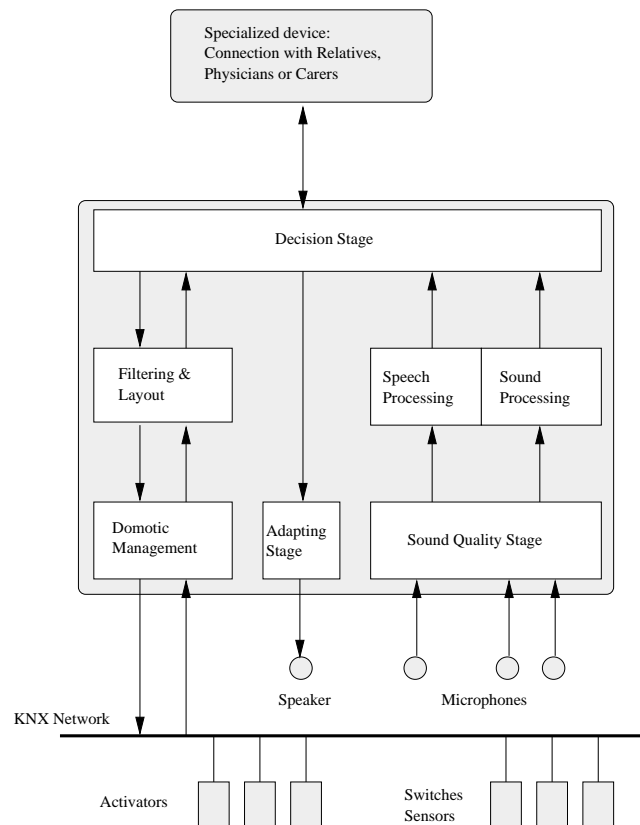 Specialized device:
Connection with Relatives,
Physicians or Carers
Decision Stage
Filtering &
Layout
Speech
Processing
Sound
Processing
Domotic
Management
Adapting
Stage
Sound Quality Stage
Speaker
Microphones
KNX Network
Activators
Switches
Sensors